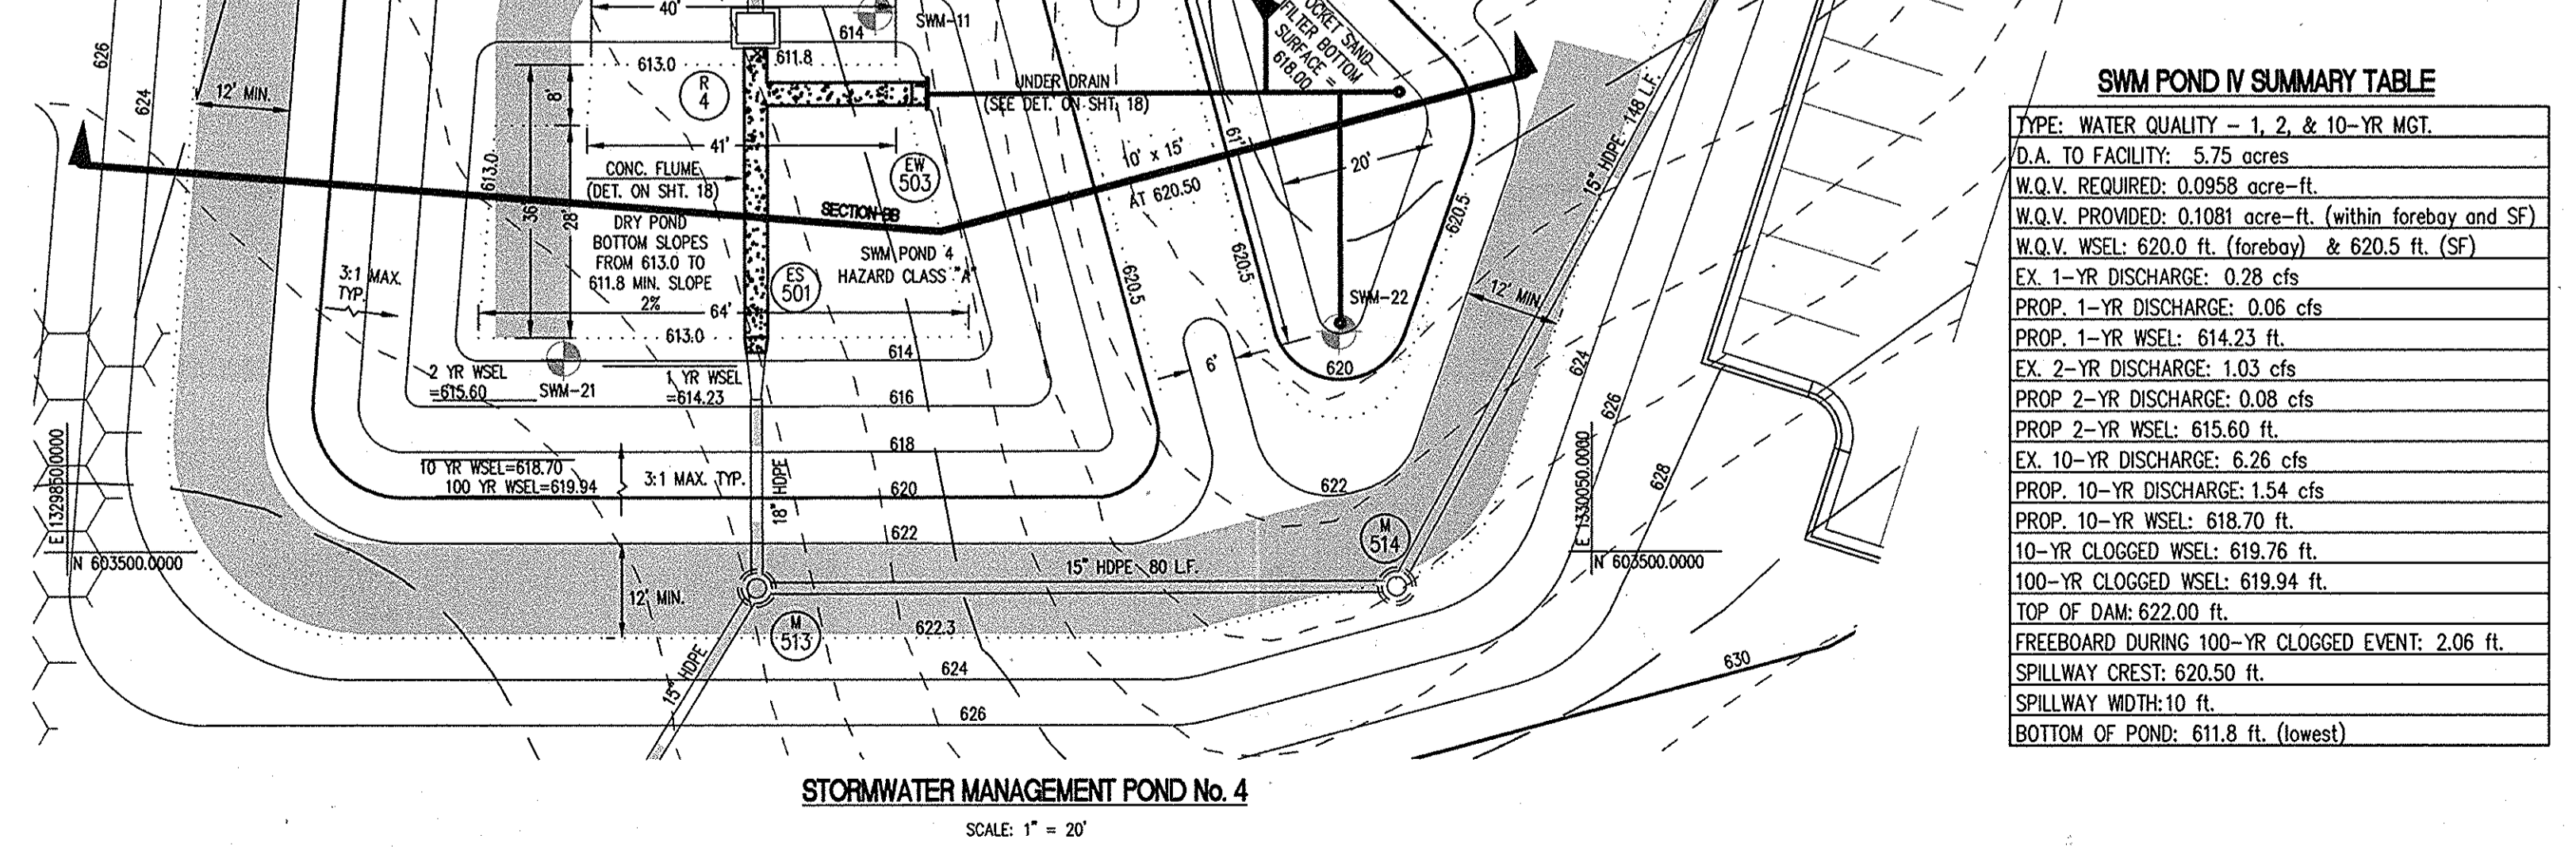 40'
SWM-11
614
626
624
12' MIN.
613.0
611.8
R
4
8'
41'
UNDER DRAIN
(SEE DET. ON SHT. 18)
SAND
FILTER BOTTOM
SURFACE =
618.00
CONC. FLUME
(DET. ON SHT. 18)
EW
503
10' x 15'
AT 620.50
617
20'
15" HDPE 148 L.F.
613.0
36'
28'
SECTION BB
DRY POND
BOTTOM SLOPES
FROM 613.0 TO
611.8 MIN. SLOPE
2%
SWM POND 4
HAZARD CLASS "A"
ES
501
3:1 MAX.
TYP.
64'
613.0
620.5
620.5
620.5
SWM-22
12' MIN.
614
2 YR WSEL
=615.60
SWM-21
1 YR WSEL
=614.23
616
6'
620
624
626
628
618
10 YR WSEL=618.70
100 YR WSEL=619.94
3:1 MAX. TYP.
18" HDPE
620
622
622
E 1329850.0000
N 603500.0000
E 1330050.0000
N 603500.0000
M
514
15" HDPE 80 L.F.
12' MIN.
M
513
622.3
15" HDPE
624
626
630
STORMWATER MANAGEMENT POND No. 4
SCALE: 1" = 20'
SWM POND IV SUMMARY TABLE
TYPE: WATER QUALITY - 1, 2, & 10-YR MGT.
D.A. TO FACILITY: 5.75 acres
W.Q.V. REQUIRED: 0.0958 acre-ft.
W.Q.V. PROVIDED: 0.1081 acre-ft. (within forebay and SF)
W.Q.V. WSEL: 620.0 ft. (forebay) & 620.5 ft. (SF)
EX. 1-YR DISCHARGE: 0.28 cfs
PROP. 1-YR DISCHARGE: 0.06 cfs
PROP. 1-YR WSEL: 614.23 ft.
EX. 2-YR DISCHARGE: 1.03 cfs
PROP 2-YR DISCHARGE: 0.08 cfs
PROP 2-YR WSEL: 615.60 ft.
EX. 10-YR DISCHARGE: 6.26 cfs
PROP. 10-YR DISCHARGE: 1.54 cfs
PROP. 10-YR WSEL: 618.70 ft.
10-YR CLOGGED WSEL: 619.76 ft.
100-YR CLOGGED WSEL: 619.94 ft.
TOP OF DAM: 622.00 ft.
FREEBOARD DURING 100-YR CLOGGED EVENT: 2.06 ft.
SPILLWAY CREST: 620.50 ft.
SPILLWAY WIDTH: 10 ft.
BOTTOM OF POND: 611.8 ft. (lowest)